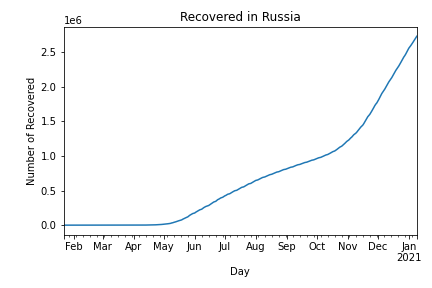 Recovered in Russia
1e6
Number of Recovered
2.5
2.0
1.5
1.0
0.5
0.0
Feb Mar Apr May Jun Jul Aug Sep Oct Nov Dec Jan
2021
Day